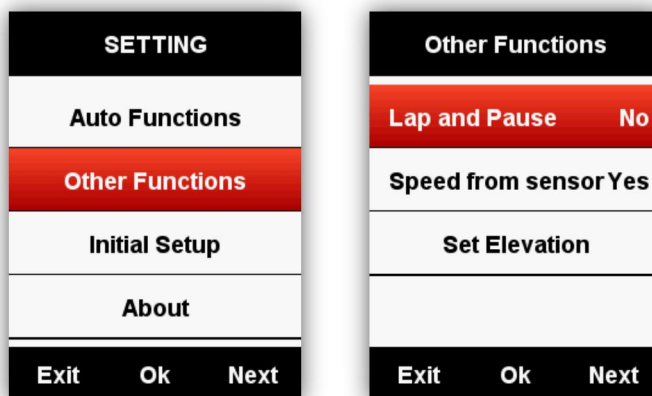 SETTING
Auto Functions
Other Functions
Initial Setup
About
Exit Ok Next
Other Functions
Lap and Pause No
Speed from sensor Yes
Set Elevation
Exit Ok Next